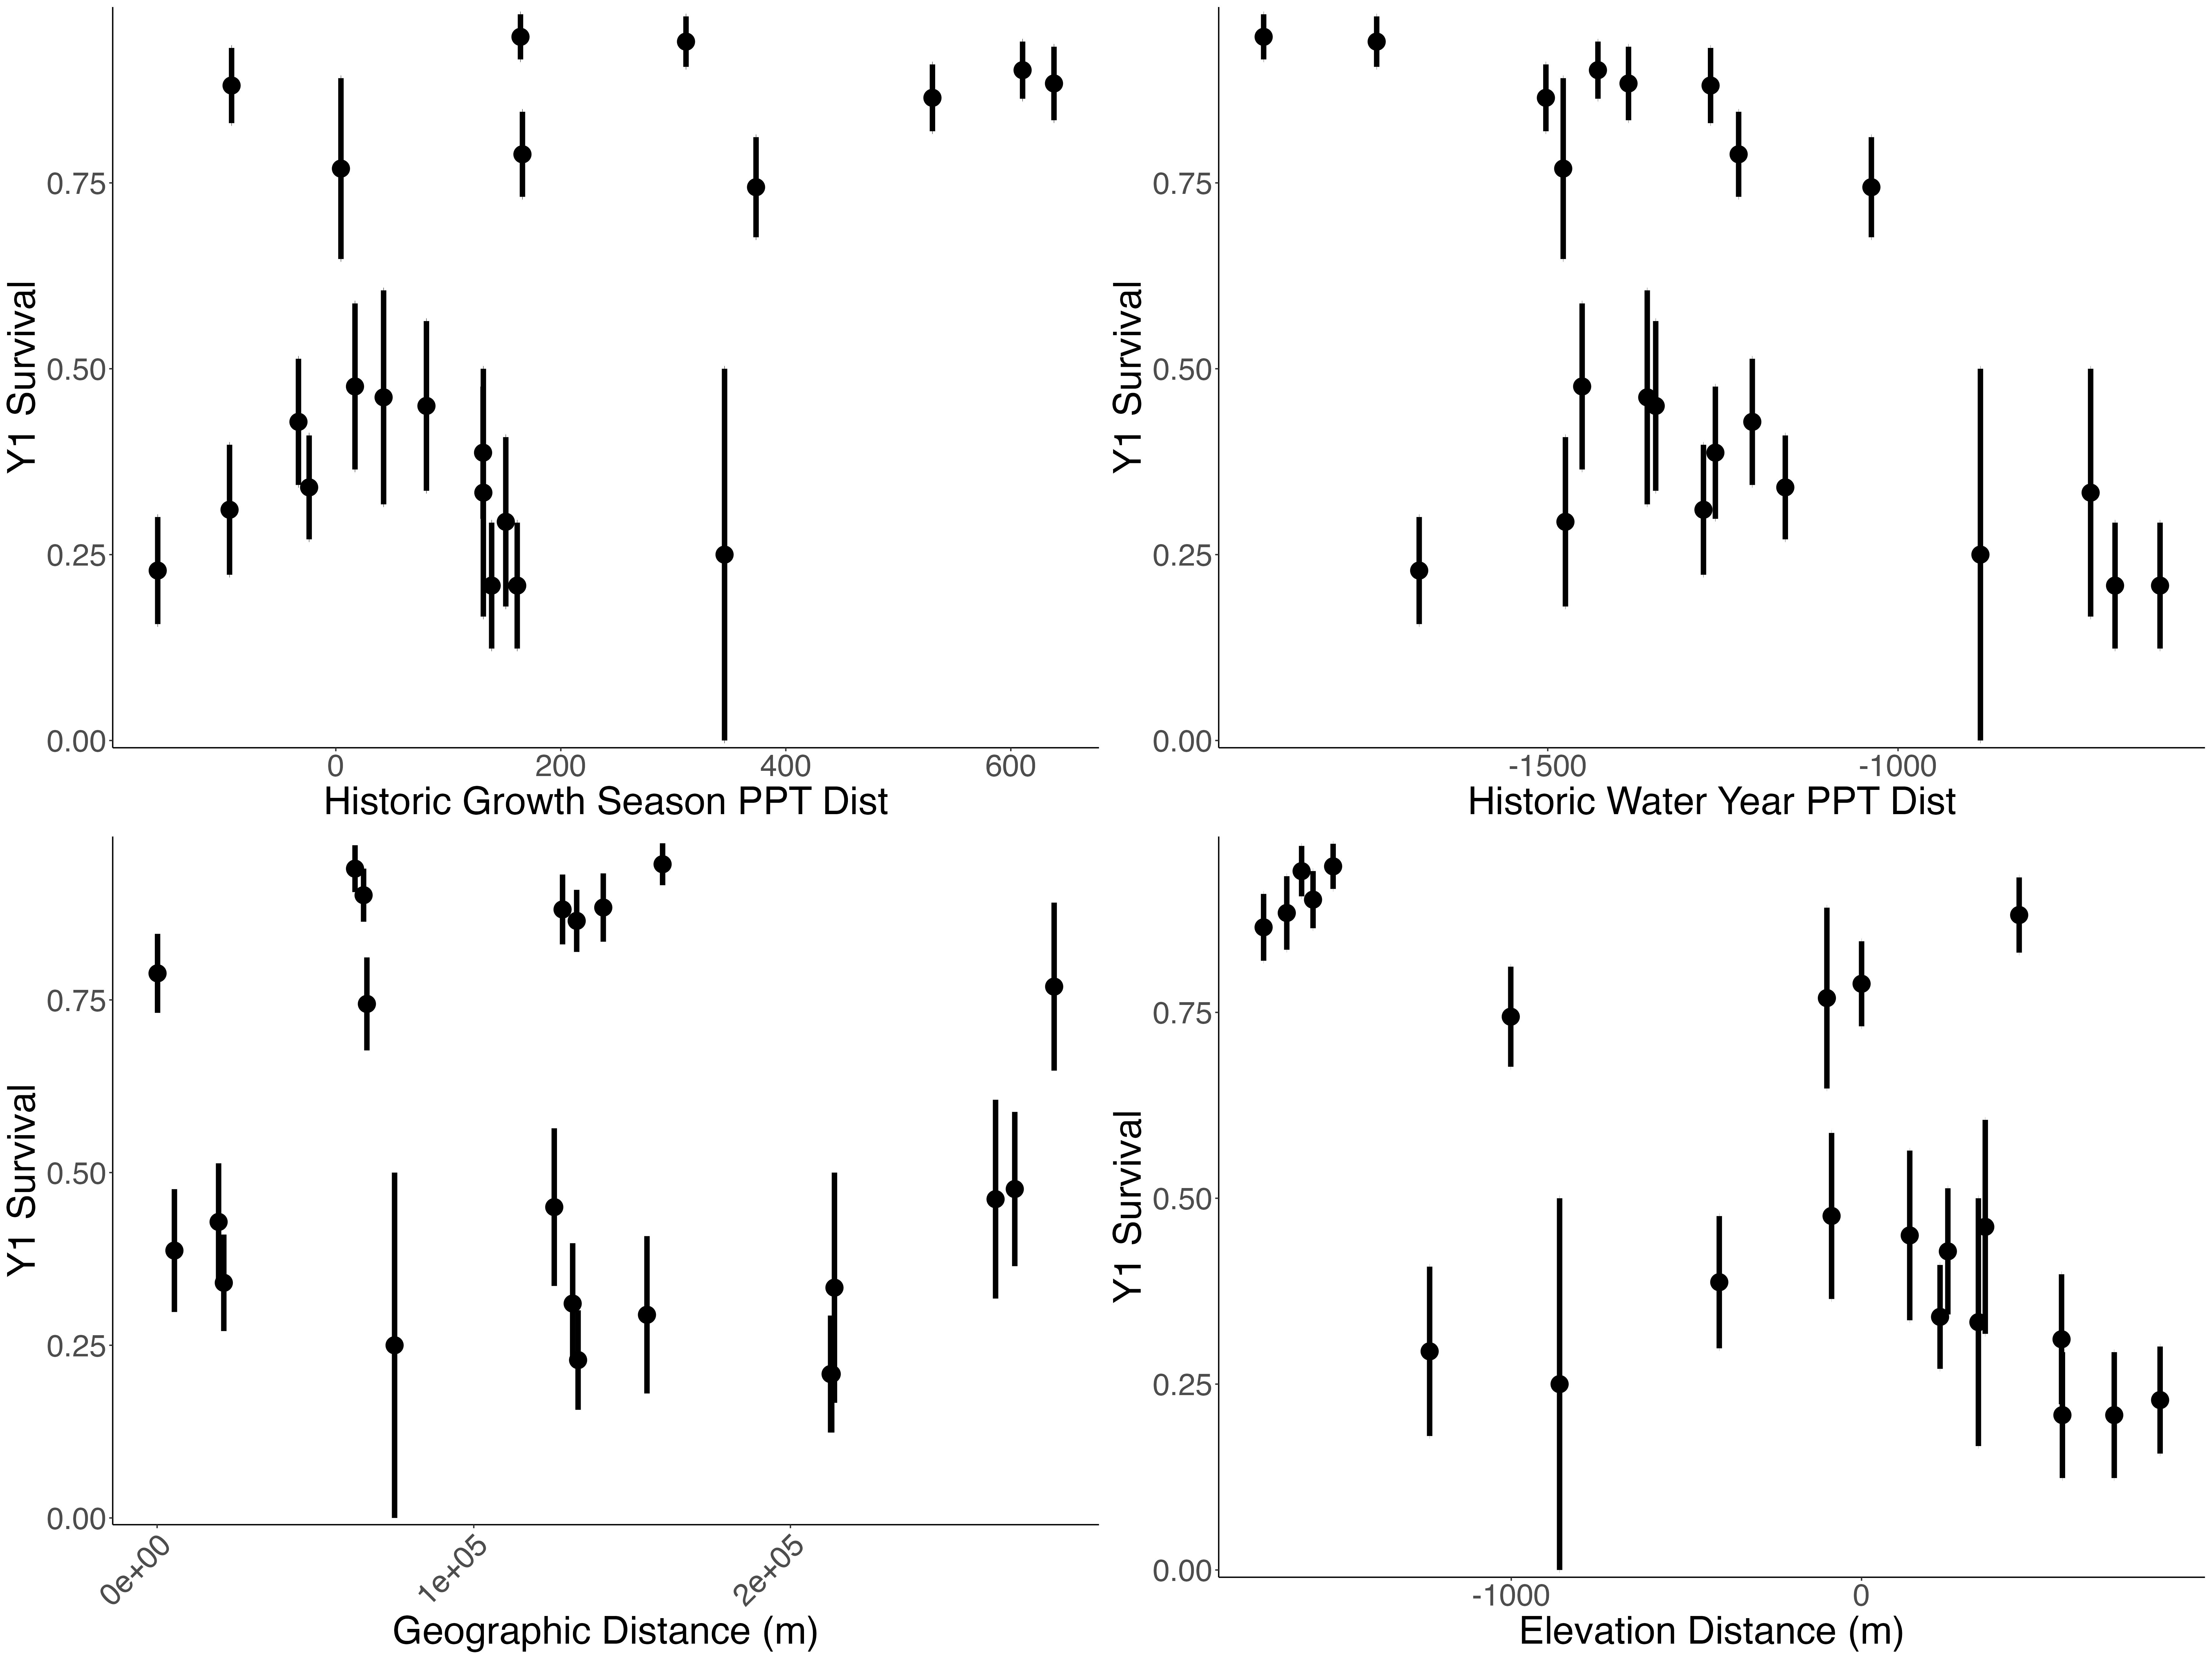 Y1 Survival
0.75
0.50
0.25
0.00
0 200 400 600
Historic Growth Season PPT Dist
Y1 Survival
0.75
0.50
0.25
0.00
-1500 -1000
Historic Water Year PPT Dist
Y1 Survival
0.75
0.50
0.25
0.00
0e+00 1e+05 2e+05
Geographic Distance (m)
Y1 Survival
0.75
0.50
0.25
0.00
-1000 0
Elevation Distance (m)